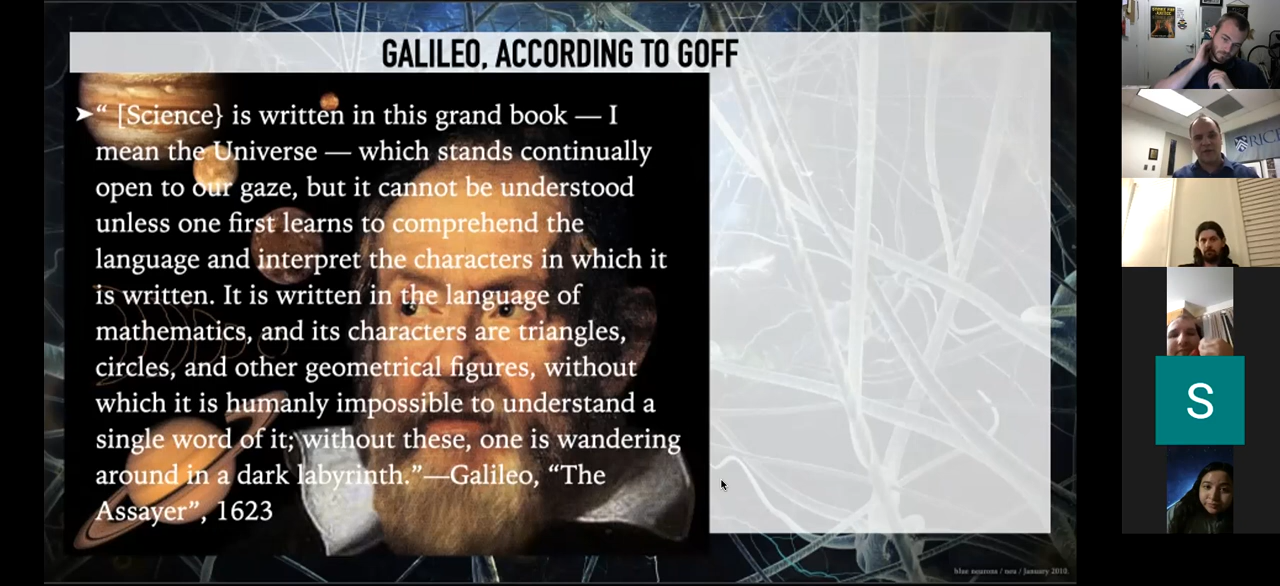 GALILEO, ACCORDING TO GOFF
➤“ [Science} is written in this grand book — I
mean the Universe — which stands continually
open to our gaze, but it cannot be understood
unless one first learns to comprehend the
language and interpret the characters in which it
is written. It is written in the language of
mathematics, and its characters are triangles,
circles, and other geometrical figures, without
which it is humanly impossible to understand a
single word of it; without these, one is wandering
around in a dark labyrinth.”—Galileo, “The
Assayer”, 1623
S